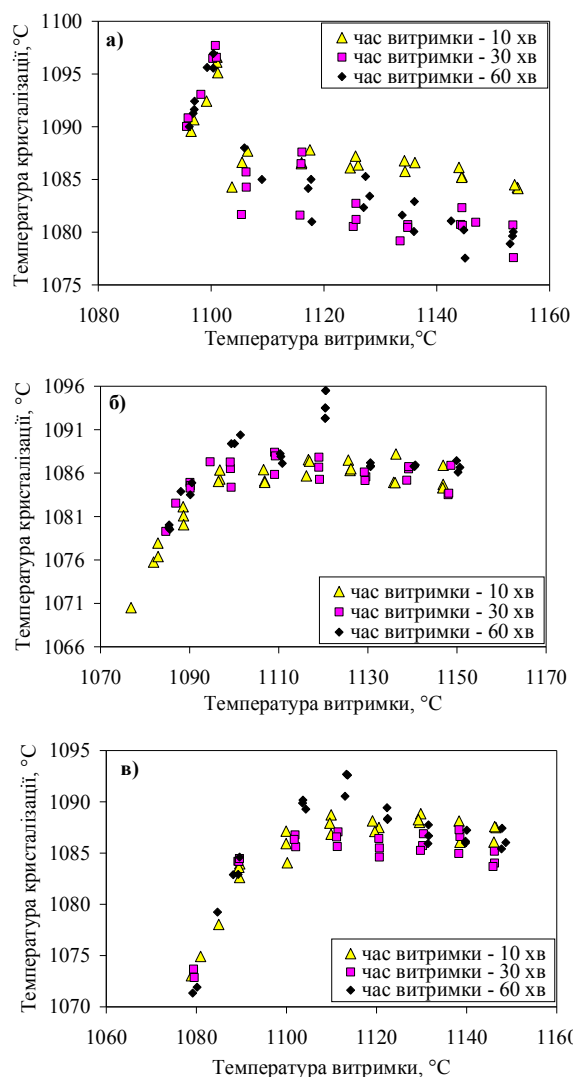 а)
час витримки - 10 хв
час витримки - 30 хв
час витримки - 60 хв
Температура кристалізації,°С
1100
1095
1090
1085
1080
1075
1080 1100 1120 1140 1160
Температура витримки,°С
б)
Температура кристалізації, °С
1096
1091
1086
1081
1076
1071
1066
час витримки - 10 хв
час витримки - 30 хв
час витримки - 60 хв
1070 1090 1110 1130 1150 1170
Температура витримки, °С
в)
Температура кристалізації, °С
1095
1090
1085
1080
1075
1070
час витримки - 10 хв
час витримки - 30 хв
час витримки - 60 хв
1060 1080 1100 1120 1140 1160
Температура витримки, °С